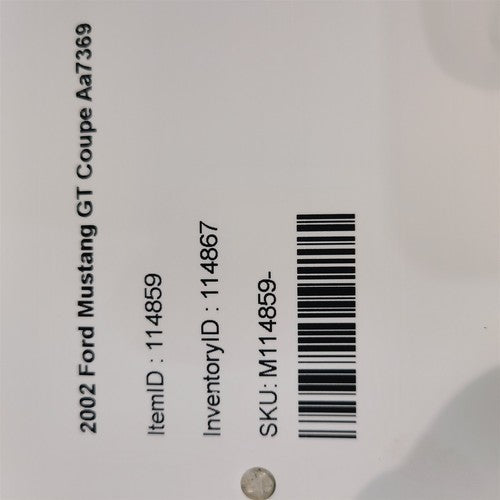 2002 Ford Mustang GT Coupe Aa7369
ItemID : 114859
InventoryID : 114867
SKU: M114859-